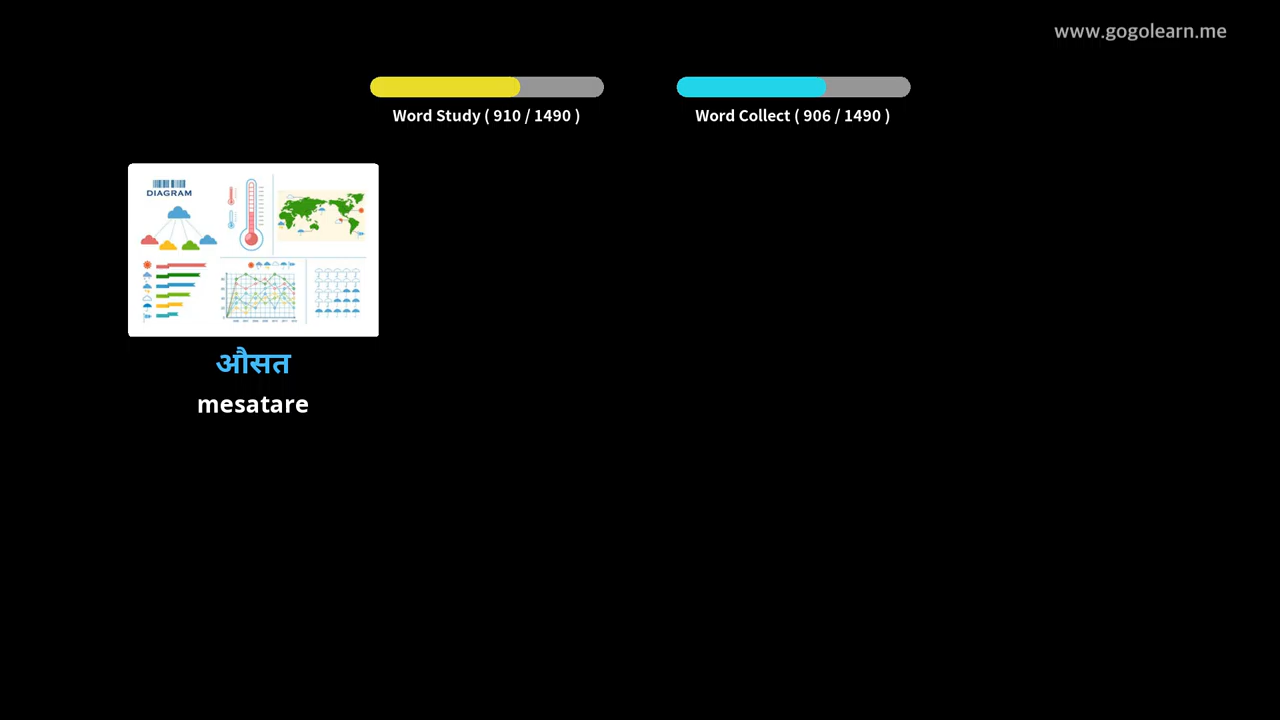 www.gogolearn.me
Word Study ( 910 / 1490 )
Word Collect ( 906 / 1490 )
DIAGRAM
औसत
mesatare